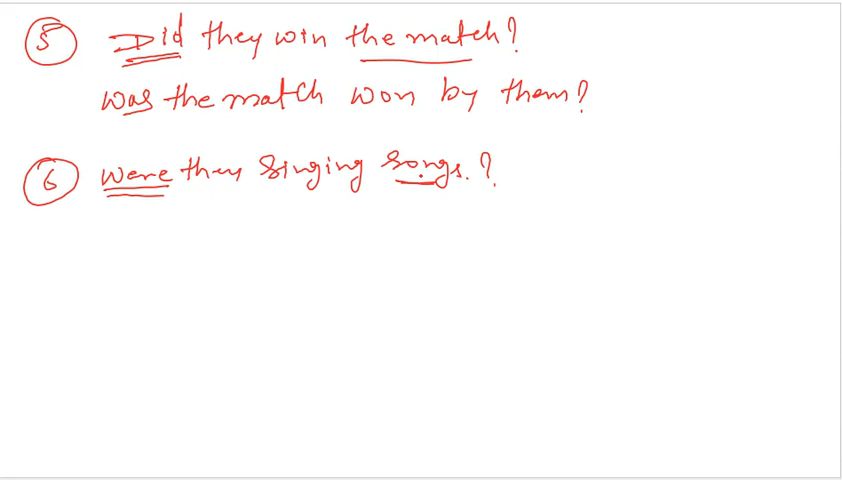 5 Did they win the match?
was the match won by them?
6 were they singing songs.?